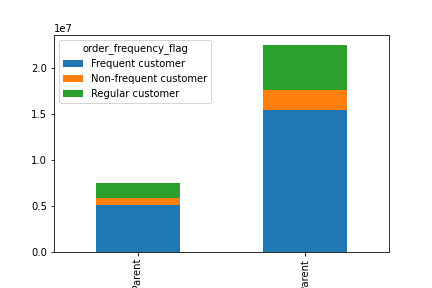 1e7
order_frequency_flag
Frequent customer
Non-frequent customer
Regular customer
2.0
1.5
1.0
0.5
0.0
Parent
Parent